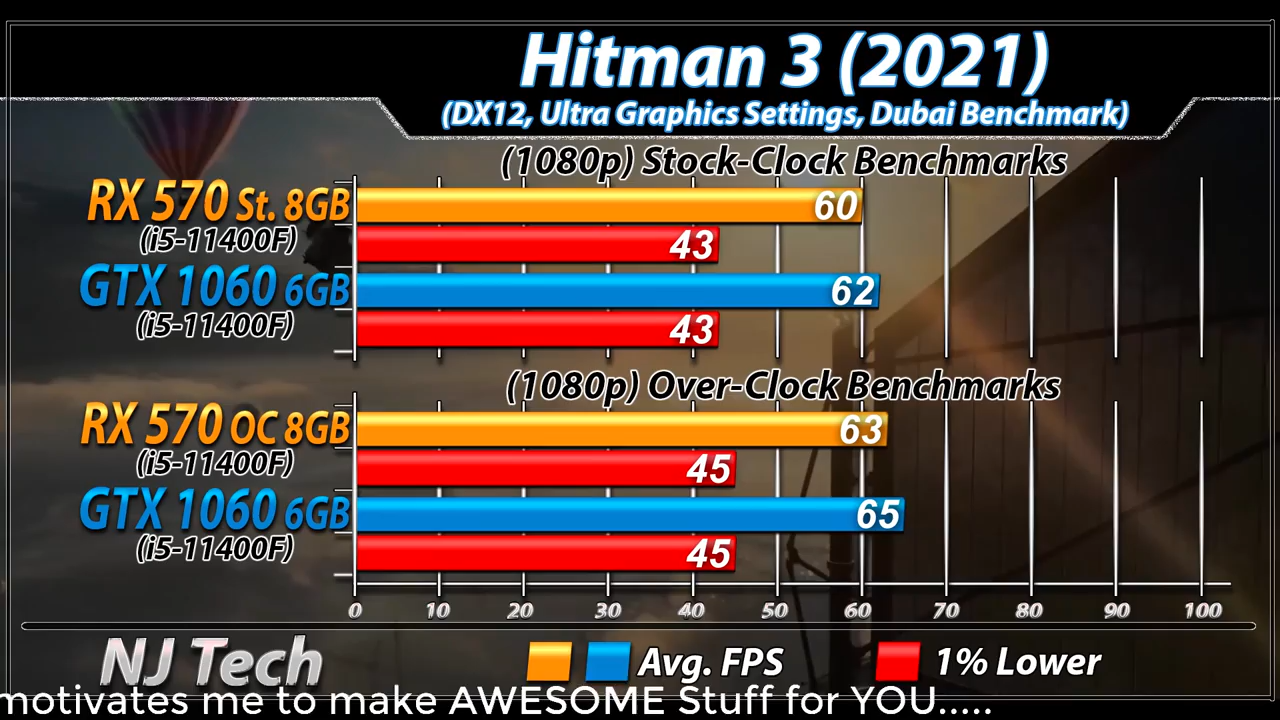 Hitman 3 (2021)
(DX12, Ultra Graphics Settings, Dubai Benchmark)
(1080p) Stock-Clock Benchmarks
RX 570 St. 8GB 60
(i5-11400F) 43
GTX 1060 6GB 62
(i5-11400F) 43
(1080p) Over-Clock Benchmarks
RX 570 OC 8GB 63
(i5-11400F) 45
GTX 1060 6GB 65
(i5-11400F) 45
0 10 20 30 40 50 60 70 80 90 100
NJ Tech Avg. FPS 1% Lower
motivates me to make AWESOME Stuff for YOU.....